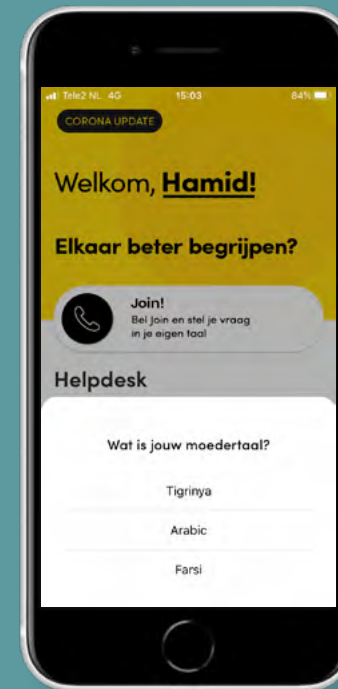 Tele2 NL 4G 15:03 84%
CORONA UPDATE
Welkom, Hamid!
Elkaar beter begrijpen?
Join!
Bel Join en stel je vraag
in je eigen taal
Helpdesk
Wat is jouw moedertaal?
Tigrinya
Arabic
Farsi